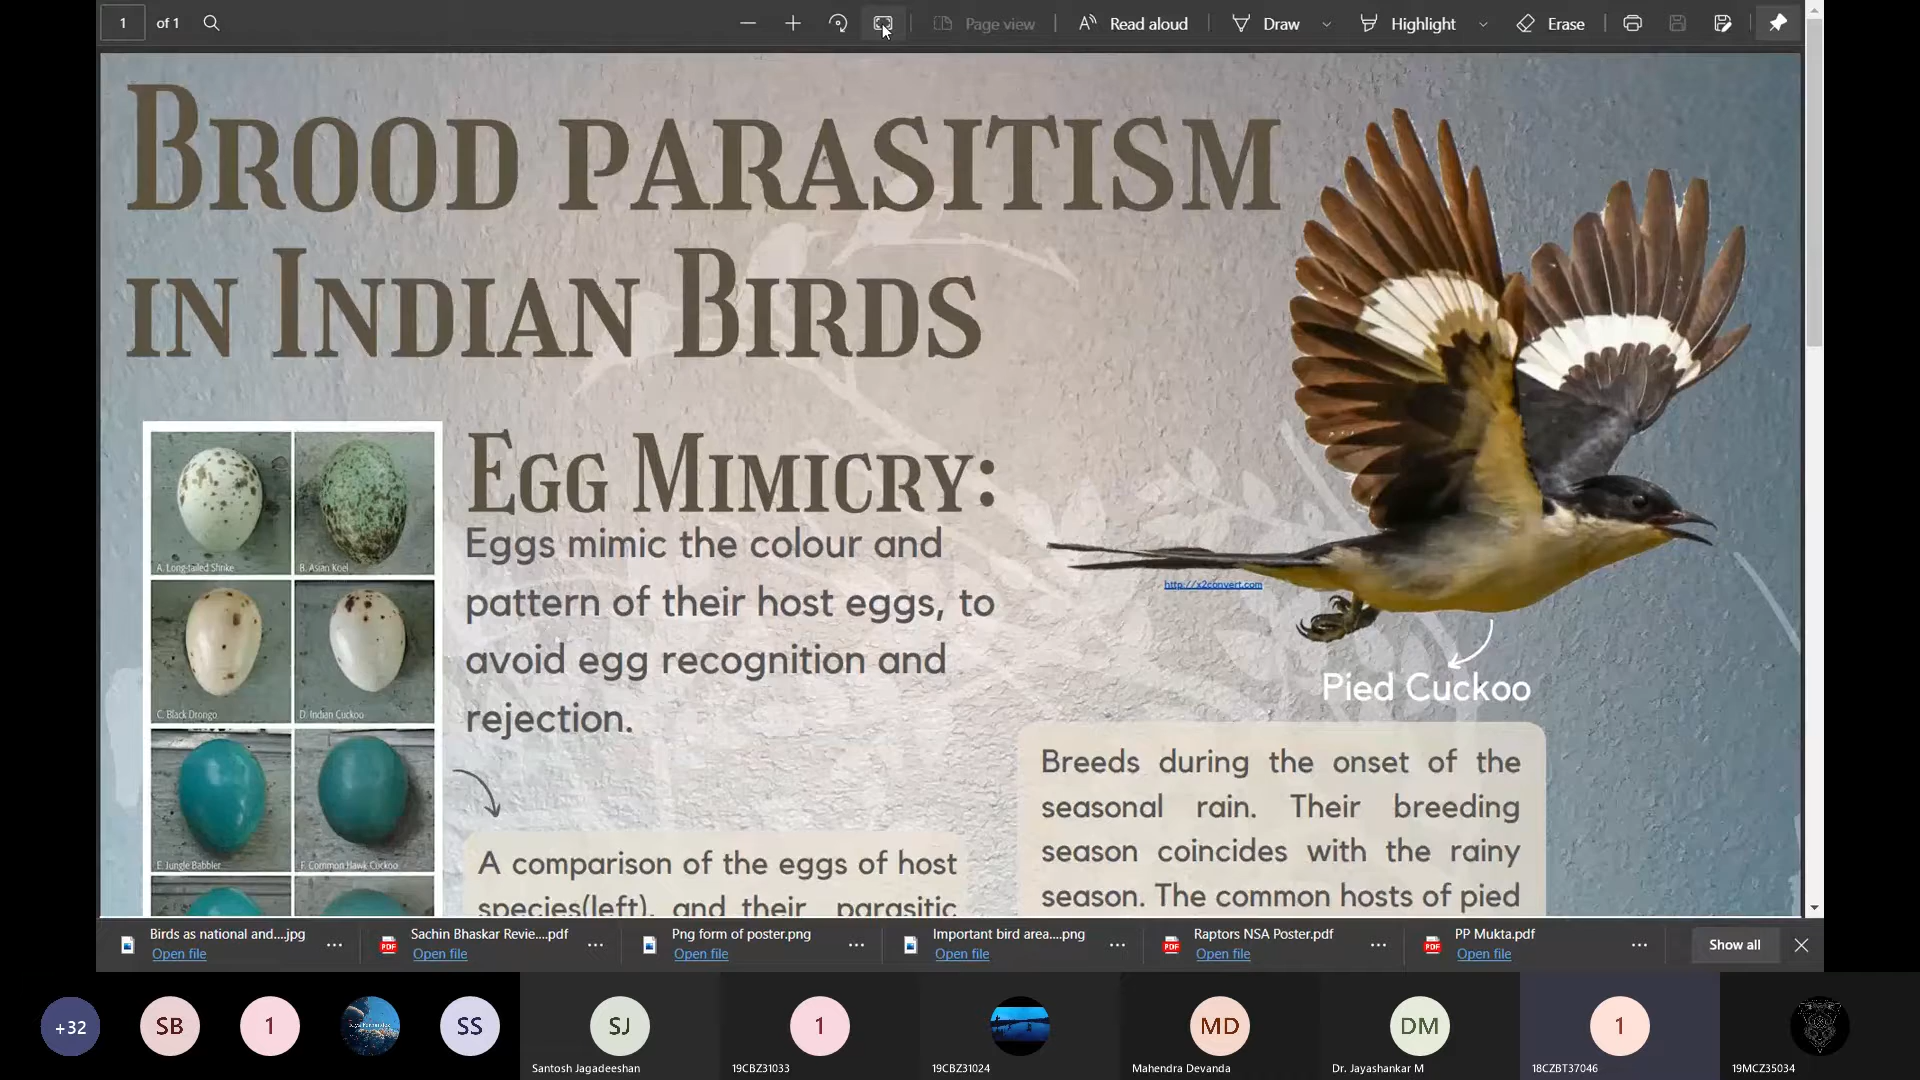 1 of 1 Page view Read aloud Draw Highlight Erase
BROOD PARASITISM
IN INDIAN BIRDS
EGG MIMICRY:
Eggs mimic the colour and
pattern of their host eggs, to
avoid egg recognition and
rejection.
A. Long-tailed Shrike B. Asian Koel
C. Black Drongo D. Indian Cuckoo
E. Jungle Babbler F. Common Hawk Cuckoo
A comparison of the eggs of host
species(left), and their parasitic
http://x2convert.com
Pied Cuckoo
Breeds during the onset of the
seasonal rain. Their breeding
season coincides with the rainy
season. The common hosts of pied
Birds as national and....jpg
Open file
Sachin Bhaskar Revie....pdf
Open file
Png form of poster.png
Open file
Important bird area....png
Open file
Raptors NSA Poster.pdf
Open file
PP Mukta.pdf
Open file
Show all
+32 SB 1 SS SJ 1 MD DM 1
Santosh Jagadeeshan 19CBZ31033 19CBZ31024 Mahendra Devanda Dr. Jayashankar M 18CZBT37046 19MCZ35034